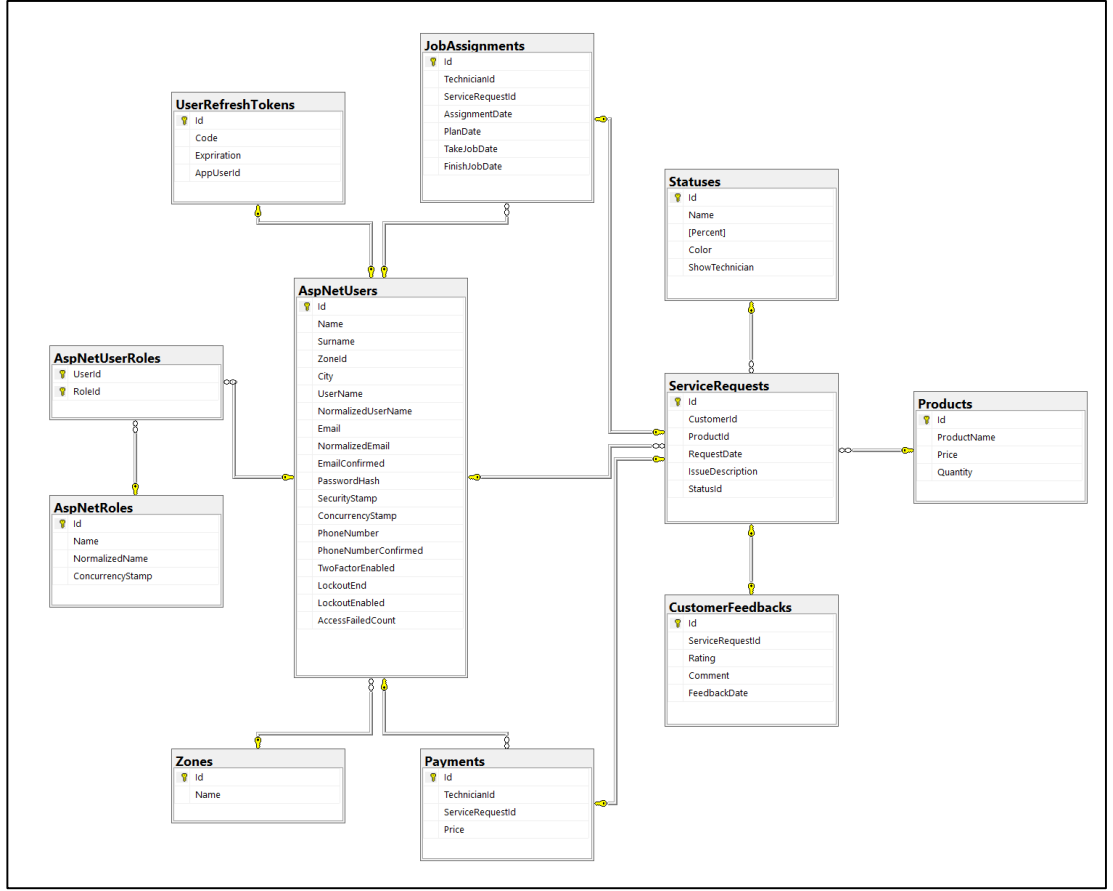 JobAssignments
Id
TechnicianId
ServiceRequestId
AssignmentDate
PlanDate
TakeJobDate
FinishJobDate
UserRefreshTokens
Id
Code
Expriration
AppUserId
Statuses
Id
Name
[Percent]
Color
ShowTechnician
AspNetUsers
Id
Name
Surname
ZoneId
City
UserName
NormalizedUserName
Email
NormalizedEmail
EmailConfirmed
PasswordHash
SecurityStamp
ConcurrencyStamp
PhoneNumber
PhoneNumberConfirmed
TwoFactorEnabled
LockoutEnd
LockoutEnabled
AccessFailedCount
AspNetUserRoles
UserId
RoleId
ServiceRequests
Id
CustomerId
ProductId
RequestDate
IssueDescription
StatusId
Products
Id
ProductName
Price
Quantity
AspNetRoles
Id
Name
NormalizedName
ConcurrencyStamp
CustomerFeedbacks
Id
ServiceRequestId
Rating
Comment
FeedbackDate
Zones
Id
Name
Payments
Id
TechnicianId
ServiceRequestId
Price